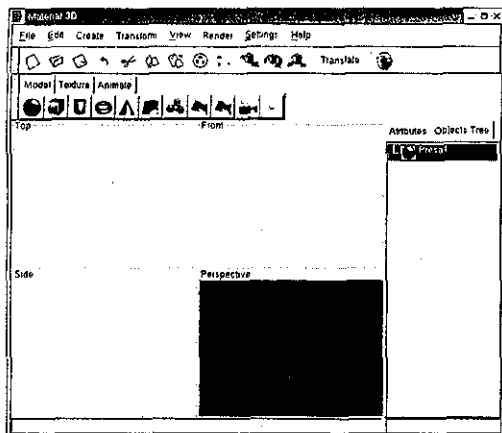 Material 3D
File Edit Create Transform View Render Settings Help
Translate
Model Texture Animate
Top Front
Attributes Objects Tree
Side Perspective